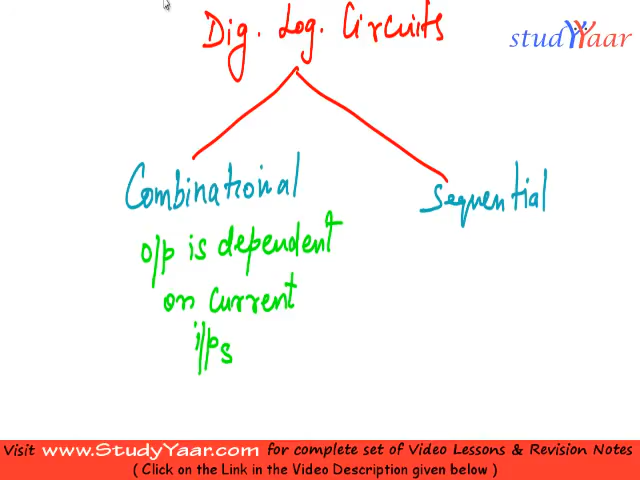 Dig. Log. Circuits
studYYaar
Combinational
Sequential
o/p is dependent
on current
i/ps
Visit www.StudyYaar.com for complete set of Video Lessons & Revision Notes
( Click on the Link in the Video Description given below )